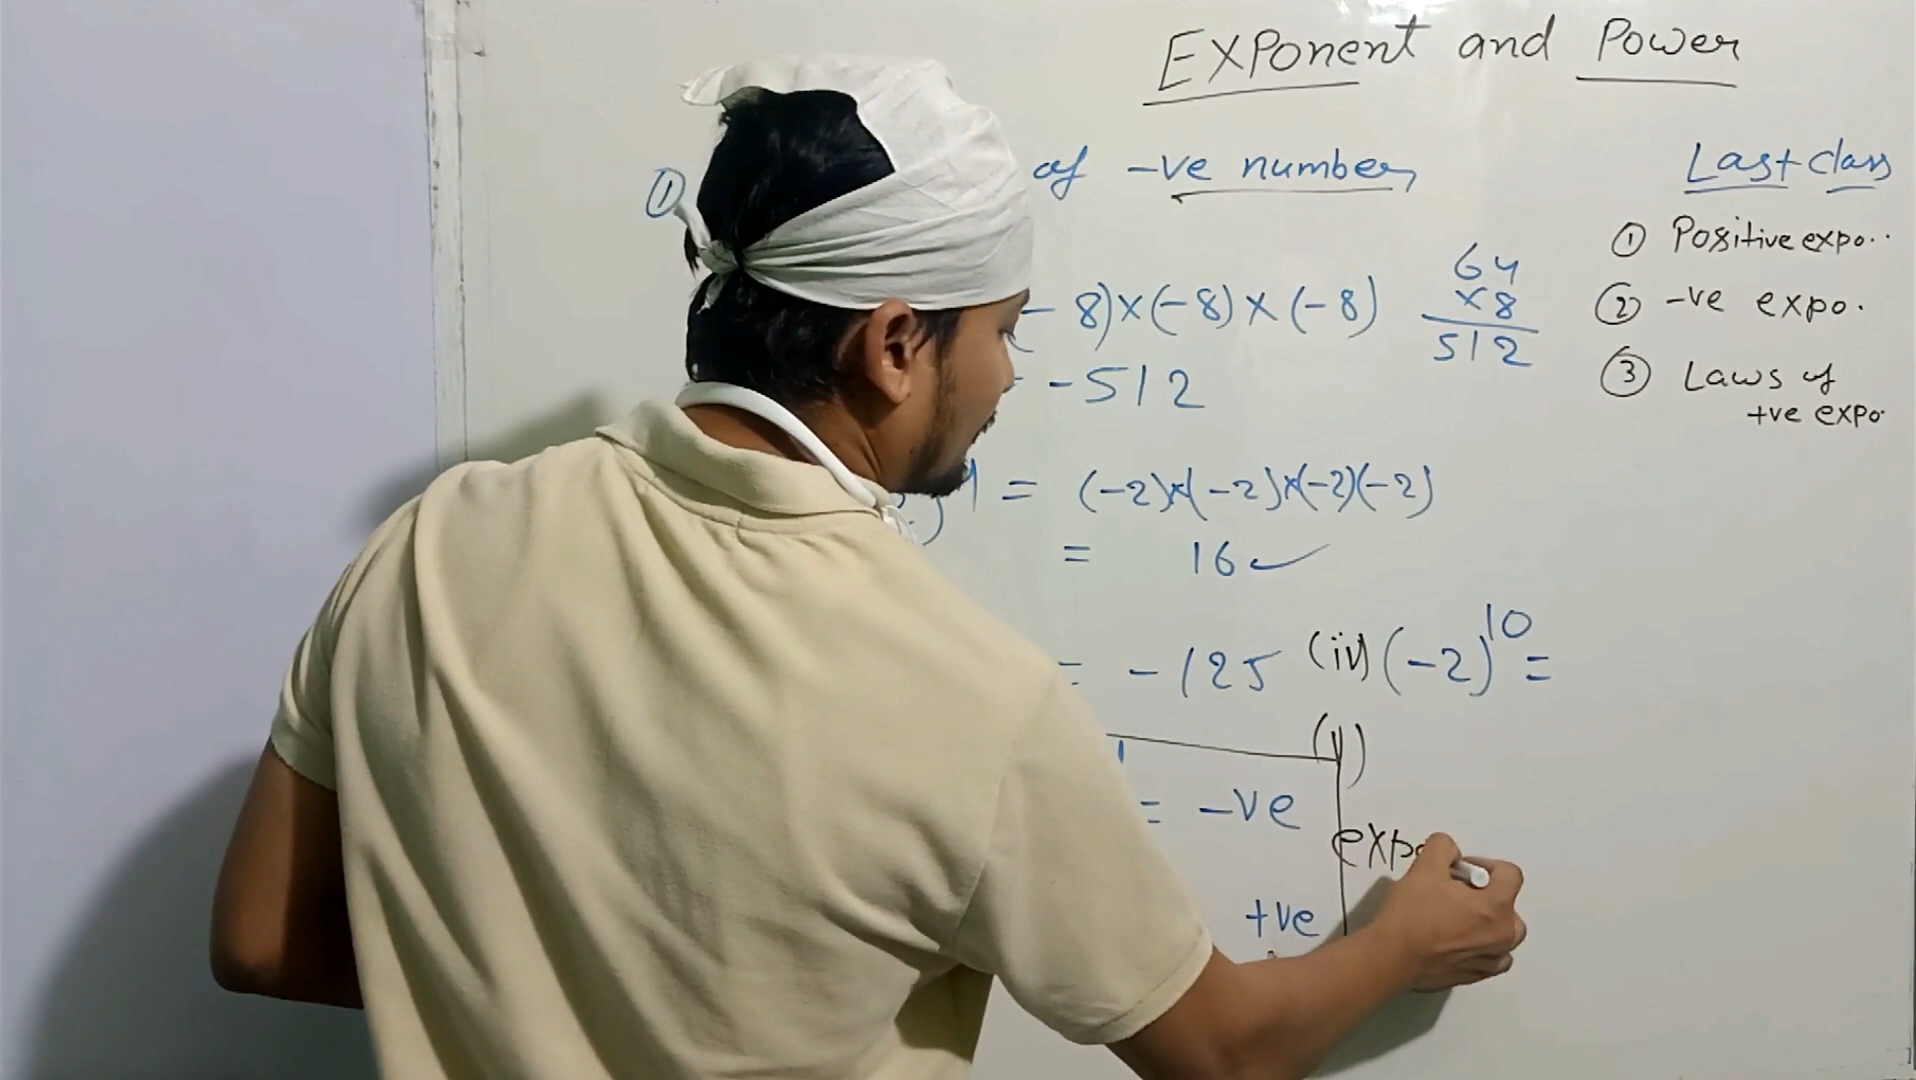 Exponent and Power
① of -ve number
Last class
① Positive expo..
② -ve expo.
③ Laws of
+ve expo.
- 8)×(-8)×(-8)
64
×8
512
= -512
4 = (-2)×(-2)×(-2)(-2)
= 16 ✓
= -125 (iv) (-2)¹⁰ =
(v)
= -ve
expo
+ve